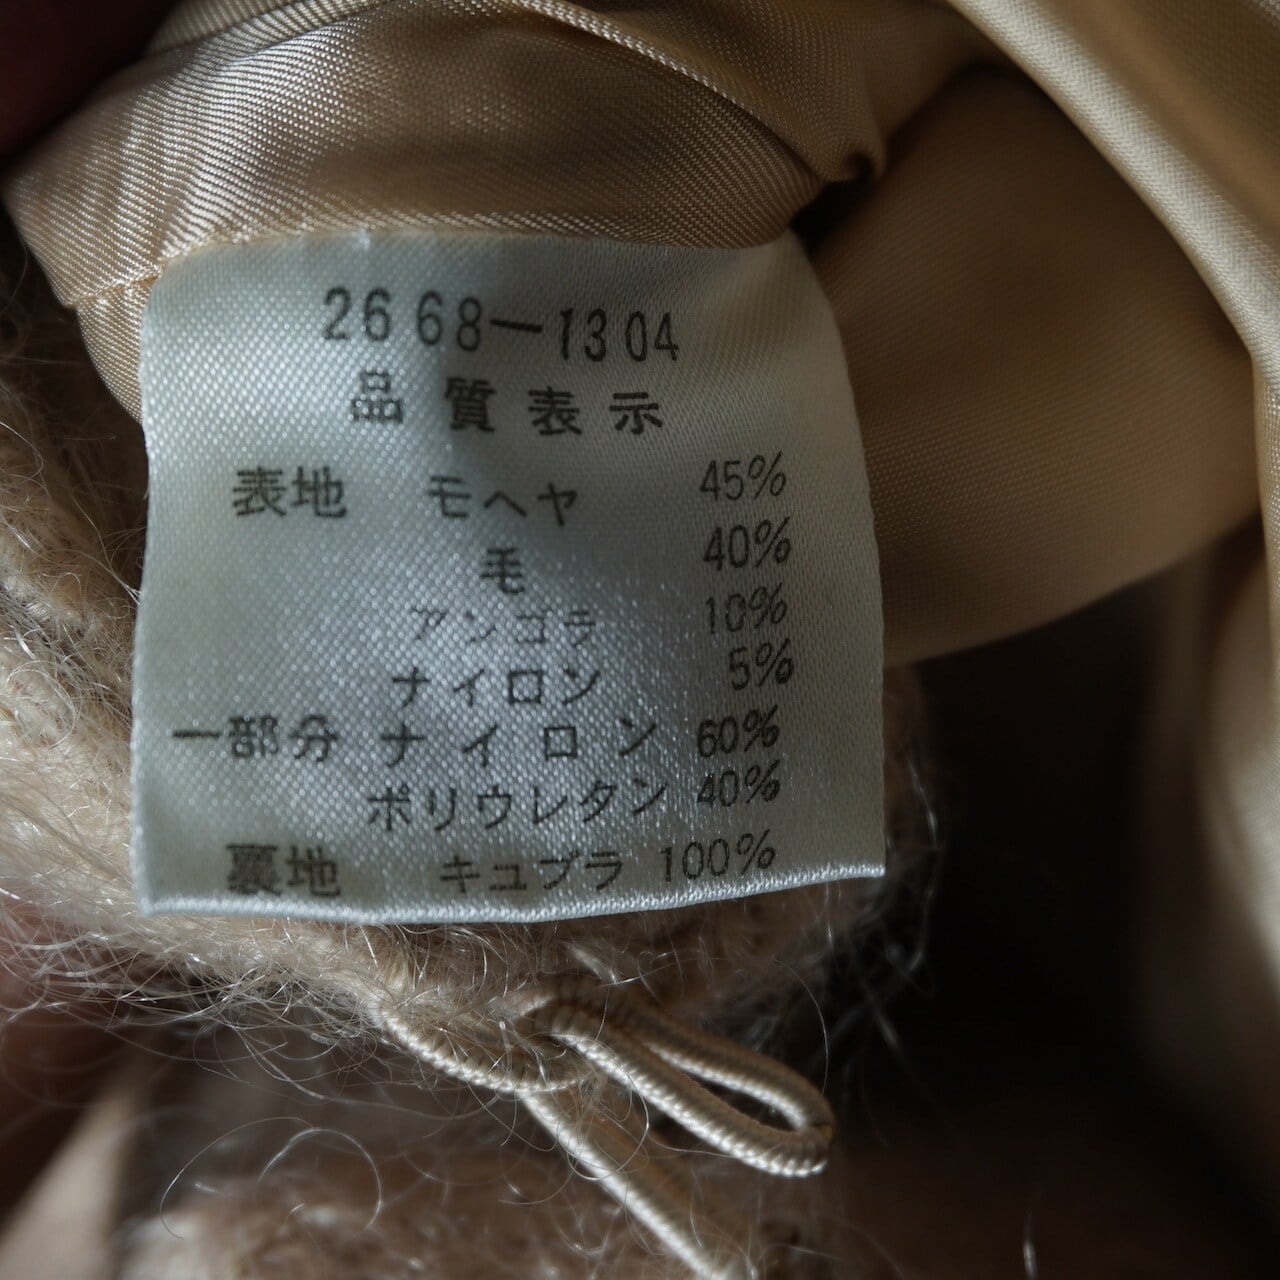 2668-1304
品質表示
表地 モヘヤ 45%
毛 40%
アンゴラ 10%
ナイロン 5%
一部分 ナイロン 60%
ポリウレタン 40%
裏地 キュプラ 100%